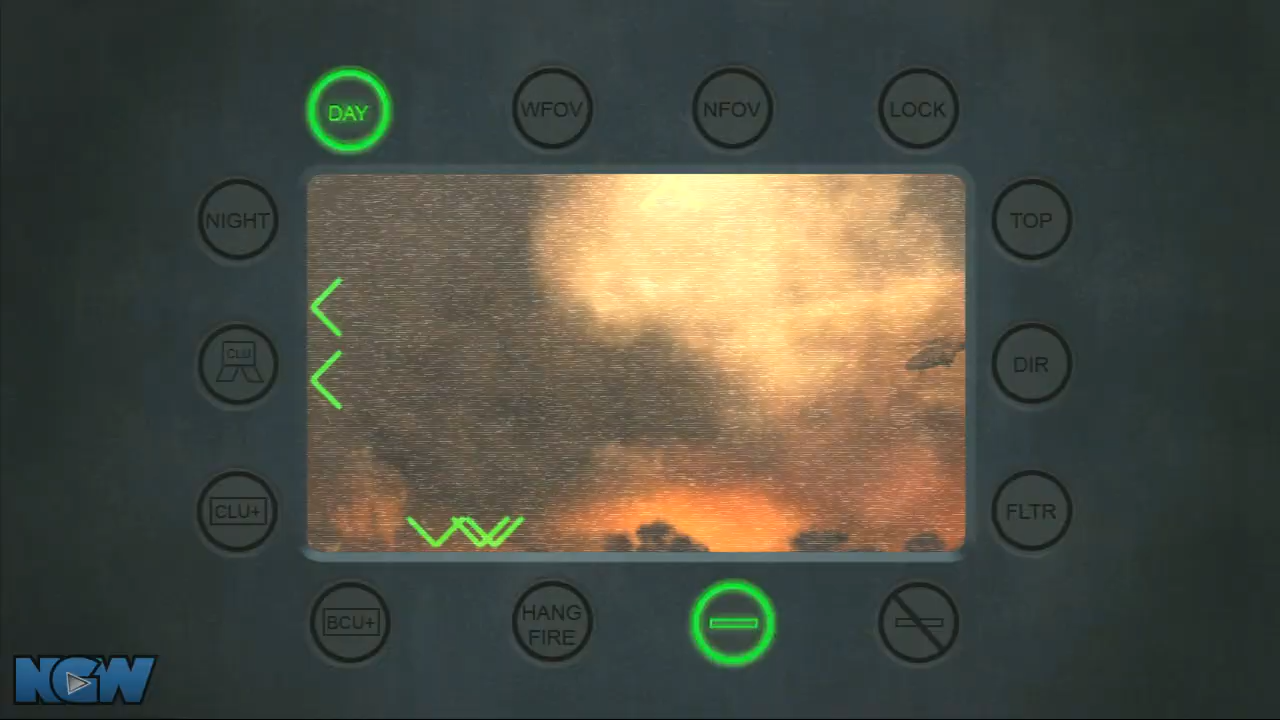 DAY
WFOV
NFOV
LOCK
NIGHT
TOP
CLU
DIR
CLU+
FLTR
BCU+
HANG
FIRE
NGW